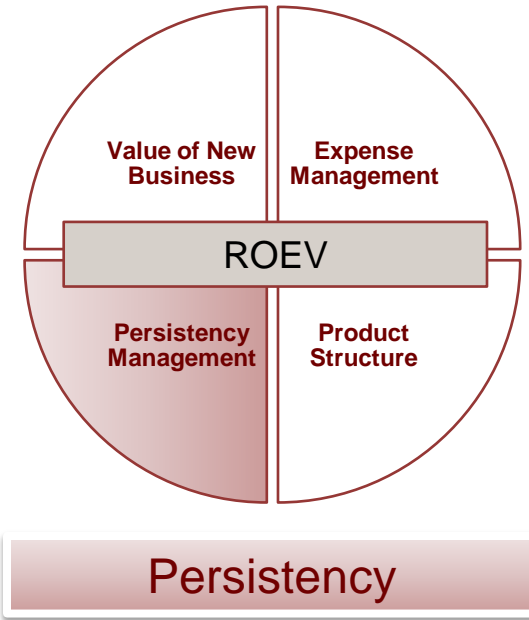 Value of New
Business
Expense
Management
ROEV
Persistency
Management
Product
Structure
Persistency